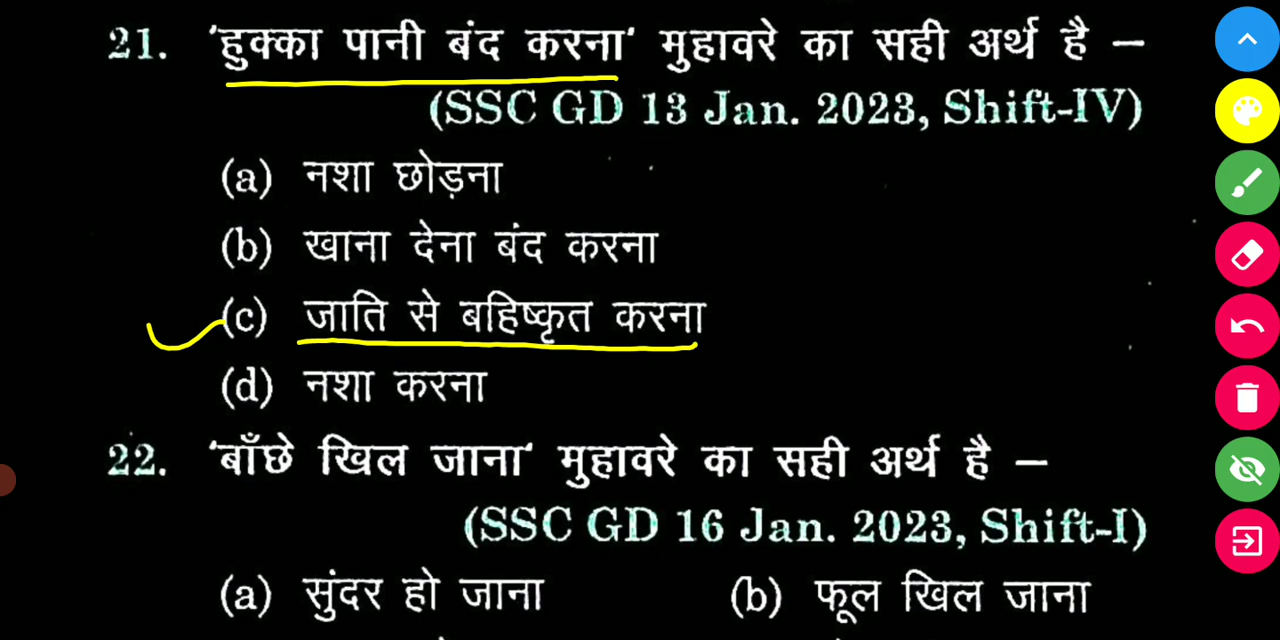 21. 'हुक्का पानी बंद करना' मुहावरे का सही अर्थ है –
(SSC GD 13 Jan. 2023, Shift-IV)
(a) नशा छोड़ना
(b) खाना देना बंद करना
(c) जाति से बहिष्कृत करना
(d) नशा करना
22. 'बाँछे खिल जाना' मुहावरे का सही अर्थ है –
(SSC GD 16 Jan. 2023, Shift-I)
(a) सुंदर हो जाना (b) फूल खिल जाना